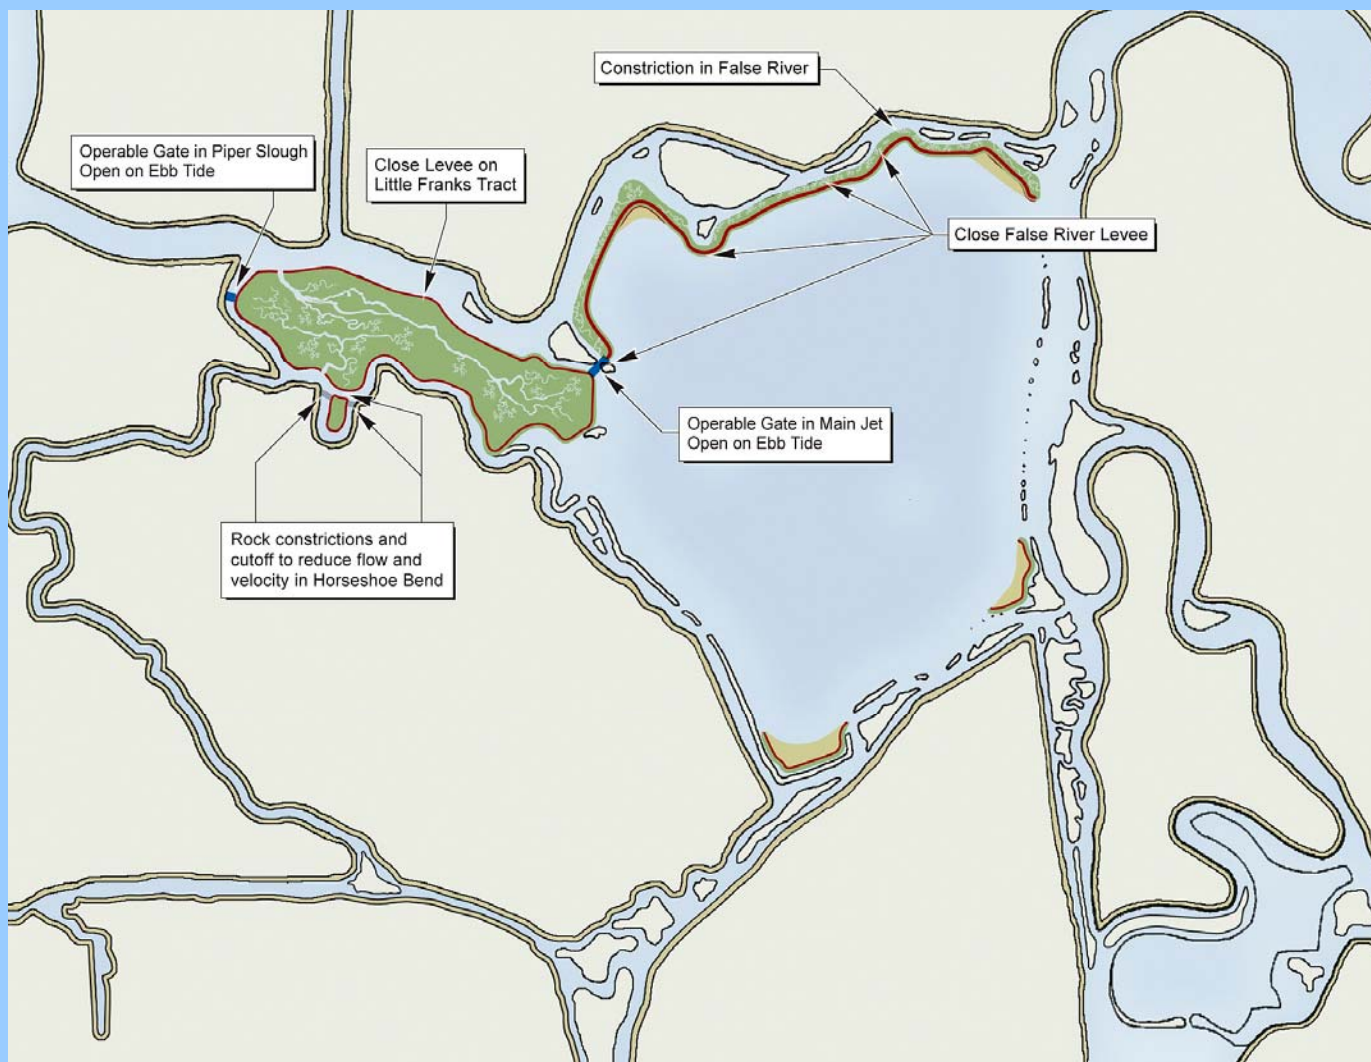 Constriction in False River
Operable Gate in Piper Slough
Open on Ebb Tide
Close Levee on
Little Franks Tract
Close False River Levee
Operable Gate in Main Jet
Open on Ebb Tide
Rock constrictions and
cutoff to reduce flow and
velocity in Horseshoe Bend